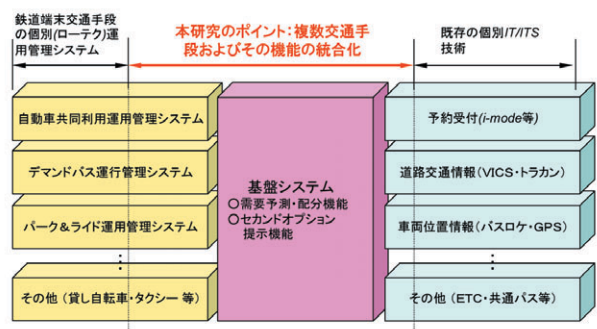 鉄道端末交通手段
の個別(ローテク)運
用管理システム
本研究のポイント:複数交通手
段およびその機能の統合化
既存の個別IT/ITS
技術
自動車共同利用運用管理システム
デマンドバス運行管理システム
パーク&ライド運用管理システム
その他(貸し自転車・タクシー 等)
基盤システム
○需要予測・配分機能
○セカンドオプション
提示機能
予約受付(i-mode等)
道路交通情報(VICS・トラカン)
車両位置情報(バスロケ・GPS)
その他(ETC・共通パス等)